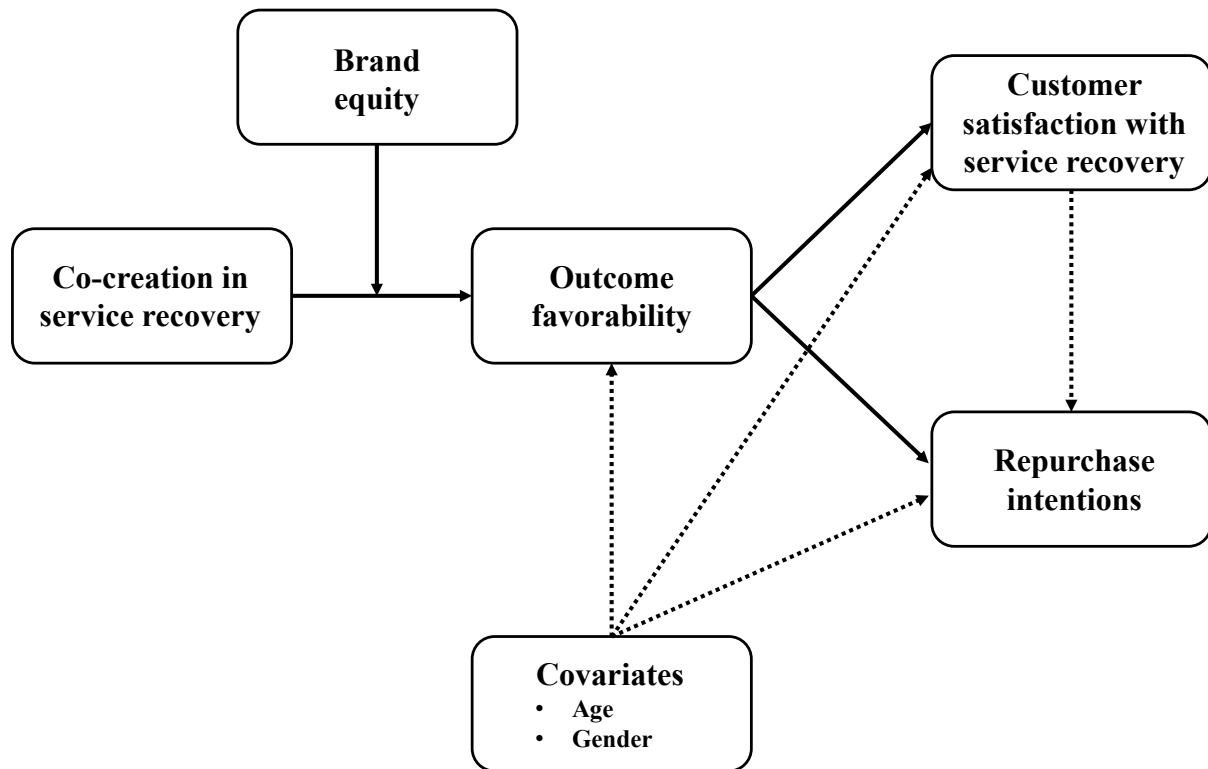 Brand
equity
Customer
satisfaction with
service recovery
Co-creation in
service recovery
Outcome
favorability
Repurchase
intentions
Covariates
• Age
• Gender